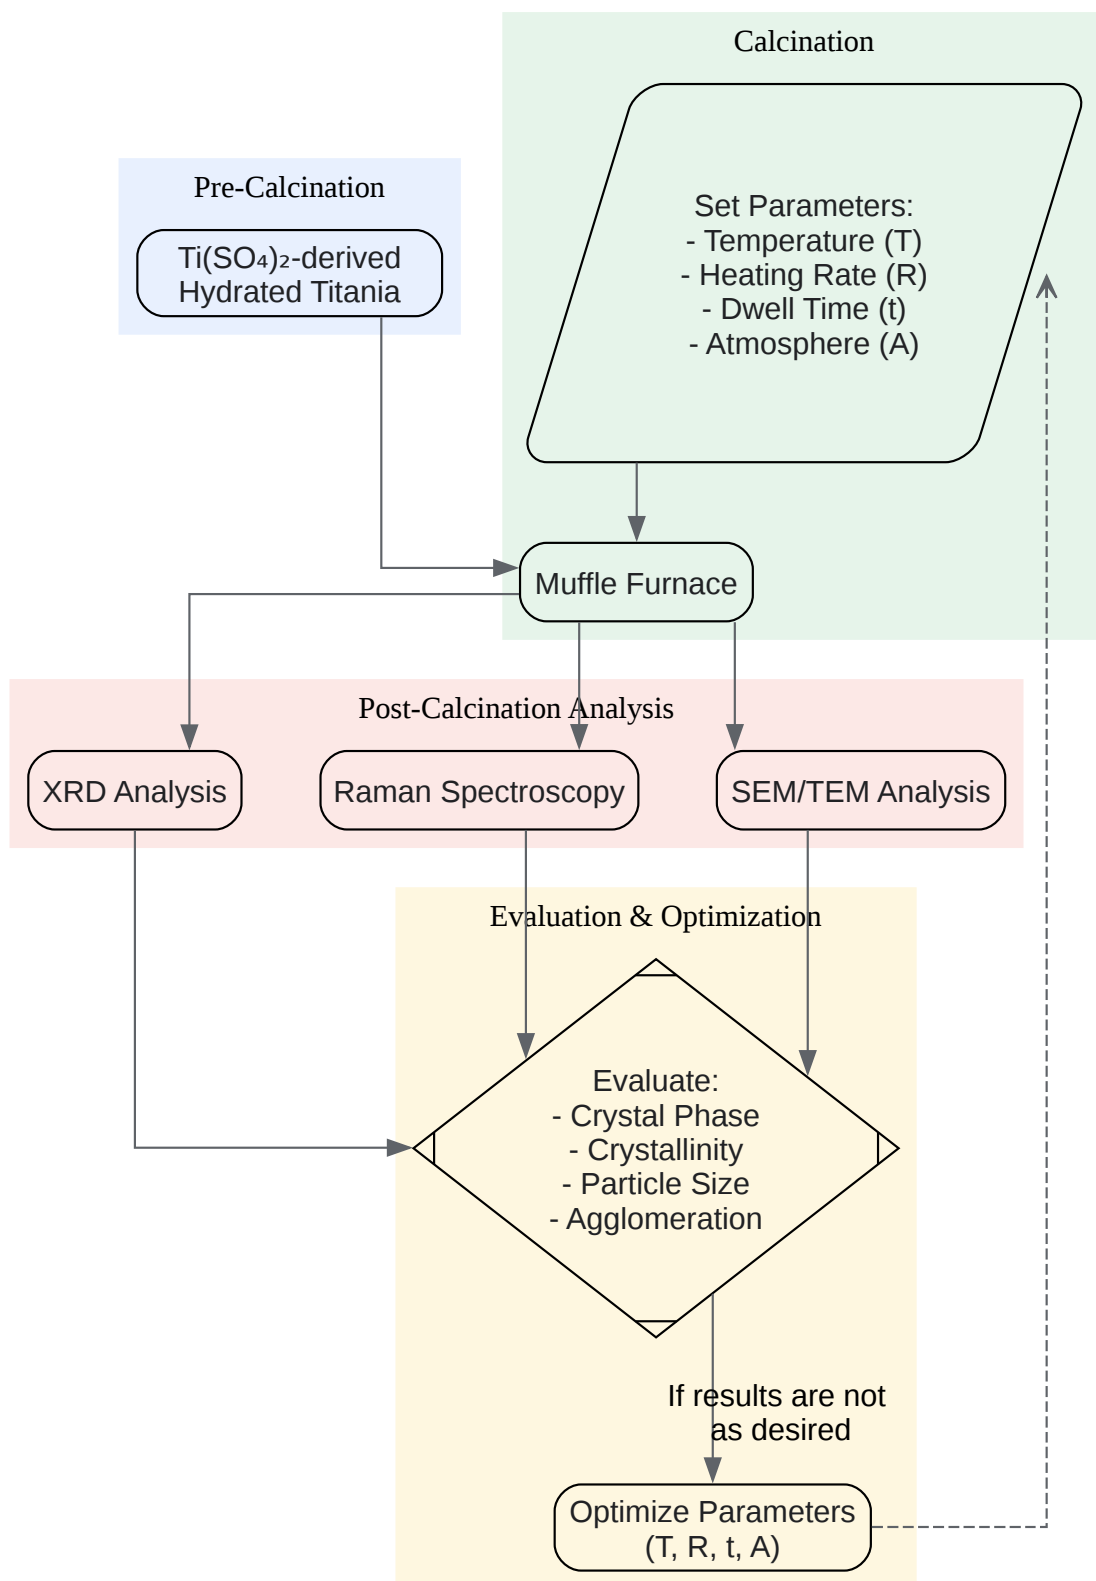 Calcination
Set Parameters:
- Temperature (T)
- Heating Rate (R)
- Dwell Time (t)
- Atmosphere (A)
Pre-Calcination
Ti(SO₄)₂-derived
Hydrated Titania
Muffle Furnace
Post-Calcination Analysis
XRD Analysis
Raman Spectroscopy
SEM/TEM Analysis
Evaluation & Optimization
Evaluate:
- Crystal Phase
- Crystallinity
- Particle Size
- Agglomeration
If results are not
as desired
Optimize Parameters
(T, R, t, A)